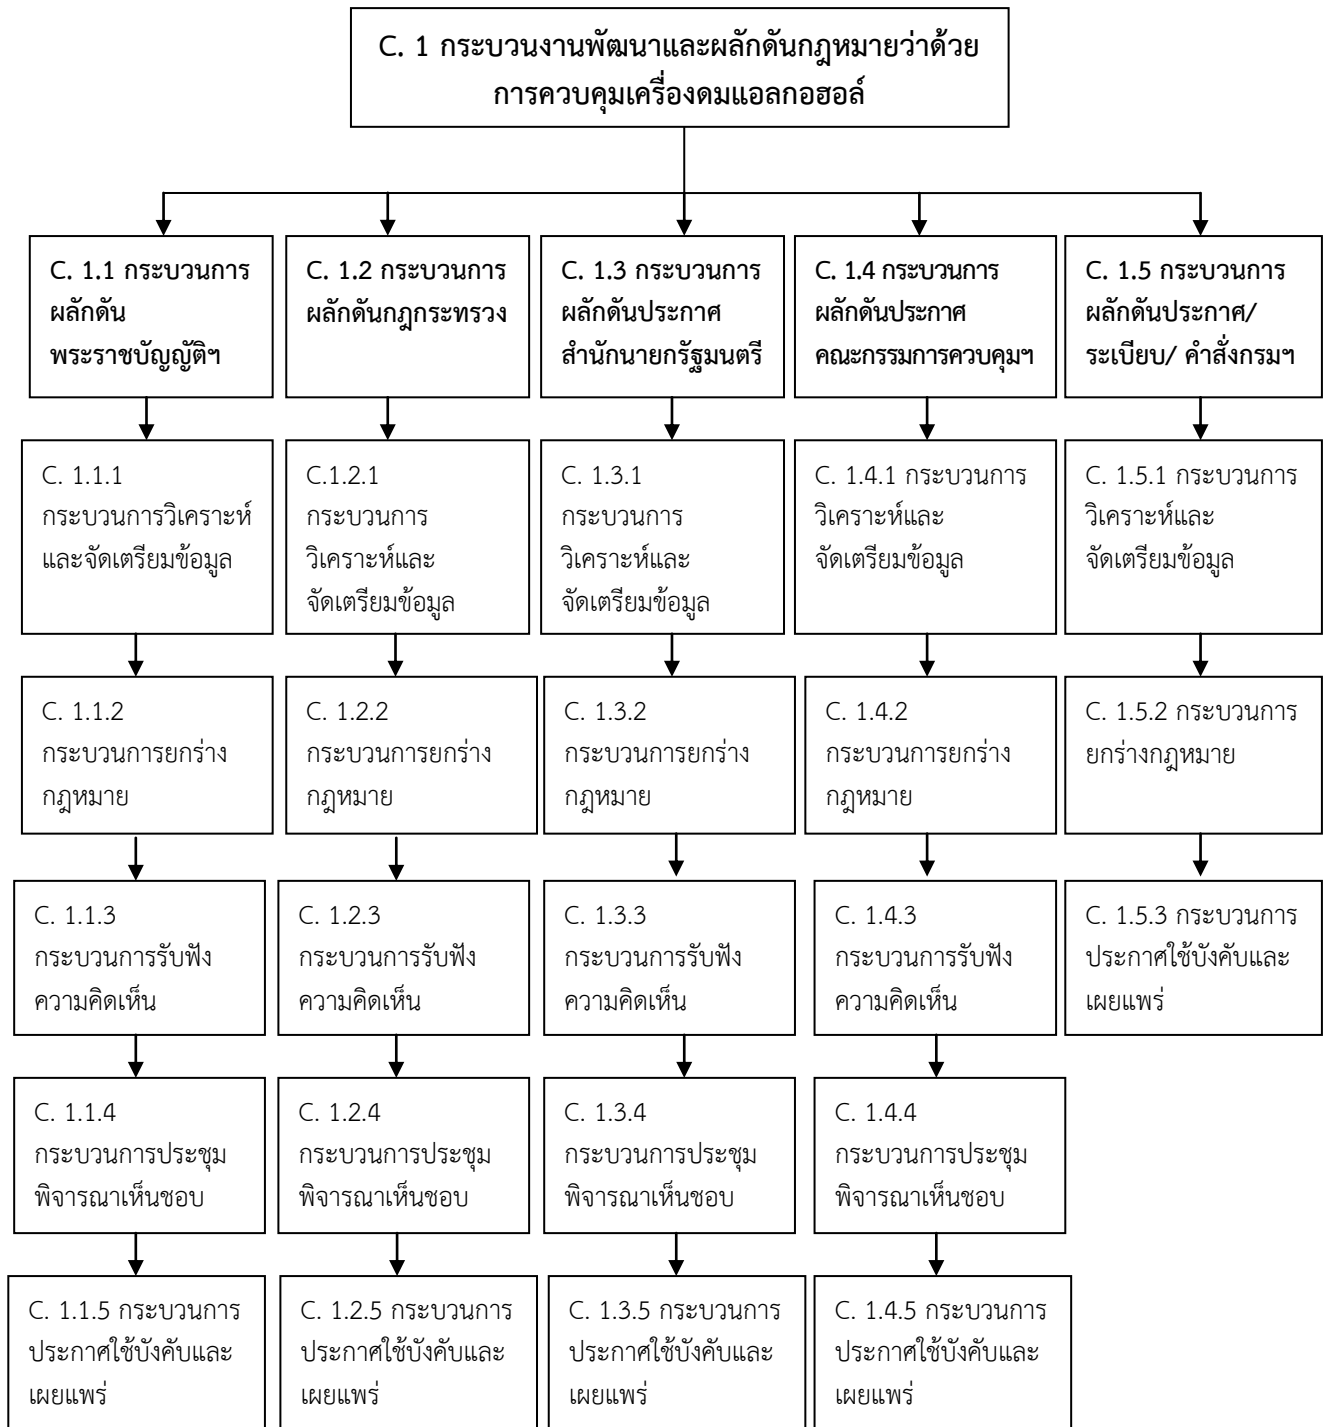 C. 1 กระบวนงานพัฒนาและผลักดันกฎหมายว่าด้วย
การควบคุมเครื่องดื่มแอลกอฮอล์
C. 1.1 กระบวนการ
ผลักดัน
พระราชบัญญัติฯ
C. 1.2 กระบวนการ
ผลักดันกฎกระทรวง
C. 1.3 กระบวนการ
ผลักดันประกาศ
สำนักนายกรัฐมนตรี
C. 1.4 กระบวนการ
ผลักดันประกาศ
คณะกรรมการควบคุมฯ
C. 1.5 กระบวนการ
ผลักดันประกาศ/
ระเบียบ/ คำสั่งกรมฯ
C. 1.1.1
กระบวนการวิเคราะห์
และจัดเตรียมข้อมูล
C.1.2.1
กระบวนการ
วิเคราะห์และ
จัดเตรียมข้อมูล
C. 1.3.1
กระบวนการ
วิเคราะห์และ
จัดเตรียมข้อมูล
C. 1.4.1 กระบวนการ
วิเคราะห์และ
จัดเตรียมข้อมูล
C. 1.5.1 กระบวนการ
วิเคราะห์และ
จัดเตรียมข้อมูล
C. 1.1.2
กระบวนการยกร่าง
กฎหมาย
C. 1.2.2
กระบวนการยกร่าง
กฎหมาย
C. 1.3.2
กระบวนการยกร่าง
กฎหมาย
C. 1.4.2
กระบวนการยกร่าง
กฎหมาย
C. 1.5.2 กระบวนการ
ยกร่างกฎหมาย
C. 1.1.3
กระบวนการรับฟัง
ความคิดเห็น
C. 1.2.3
กระบวนการรับฟัง
ความคิดเห็น
C. 1.3.3
กระบวนการรับฟัง
ความคิดเห็น
C. 1.4.3
กระบวนการรับฟัง
ความคิดเห็น
C. 1.5.3 กระบวนการ
ประกาศใช้บังคับและ
เผยแพร่
C. 1.1.4
กระบวนการประชุม
พิจารณาเห็นชอบ
C. 1.2.4
กระบวนการประชุม
พิจารณาเห็นชอบ
C. 1.3.4
กระบวนการประชุม
พิจารณาเห็นชอบ
C. 1.4.4
กระบวนการประชุม
พิจารณาเห็นชอบ
C. 1.1.5 กระบวนการ
ประกาศใช้บังคับและ
เผยแพร่
C. 1.2.5 กระบวนการ
ประกาศใช้บังคับและ
เผยแพร่
C. 1.3.5 กระบวนการ
ประกาศใช้บังคับและ
เผยแพร่
C. 1.4.5 กระบวนการ
ประกาศใช้บังคับและ
เผยแพร่